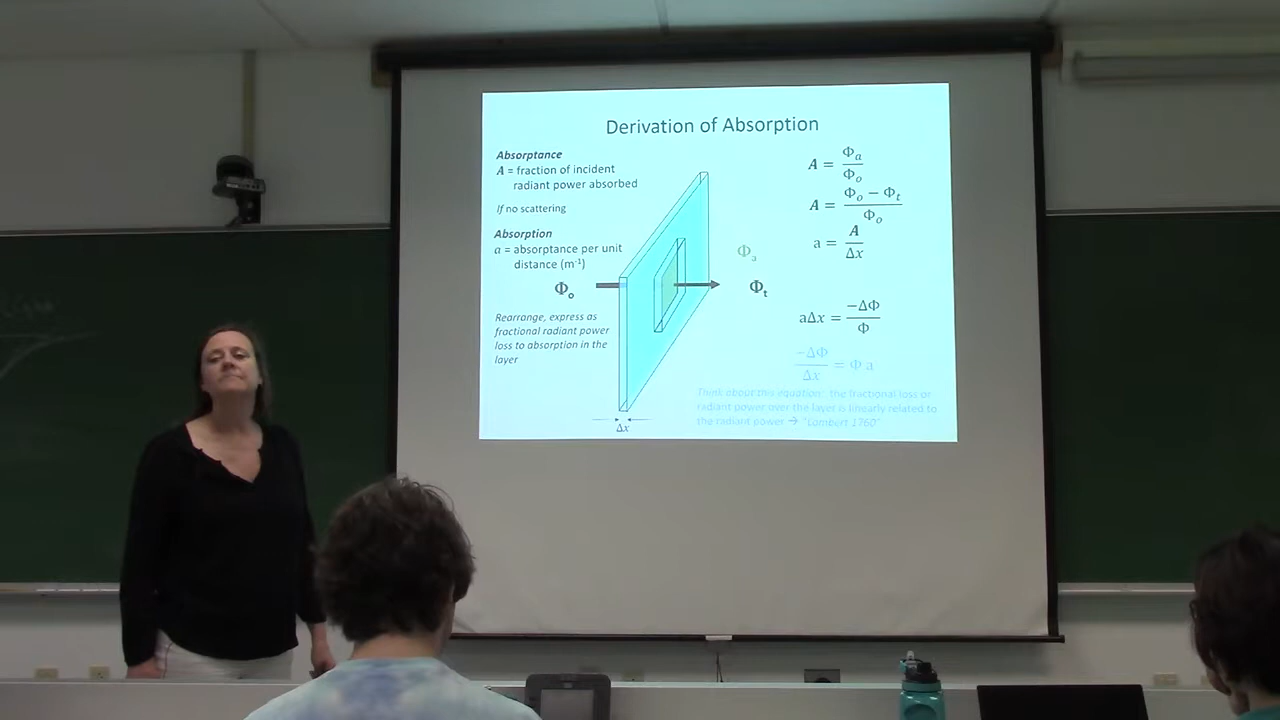 Derivation of Absorption
Absorptance
A = fraction of incident
radiant power absorbed
If no scattering
Absorption
a = absorptance per unit
distance (m⁻¹)
Φₒ
Rearrange, express as
fractional radiant power
loss to absorption in the
layer
Δx
Φₐ
Φₜ
A = Φₐ / Φₒ
A = (Φₒ − Φₜ) / Φₒ
a = A / Δx
aΔx = −ΔΦ / Φ
−ΔΦ / Δx = Φ a
Think about this equation: the fractional loss or
radiant power over the layer is linearly related to
the radiant power → "Lambert 1760"